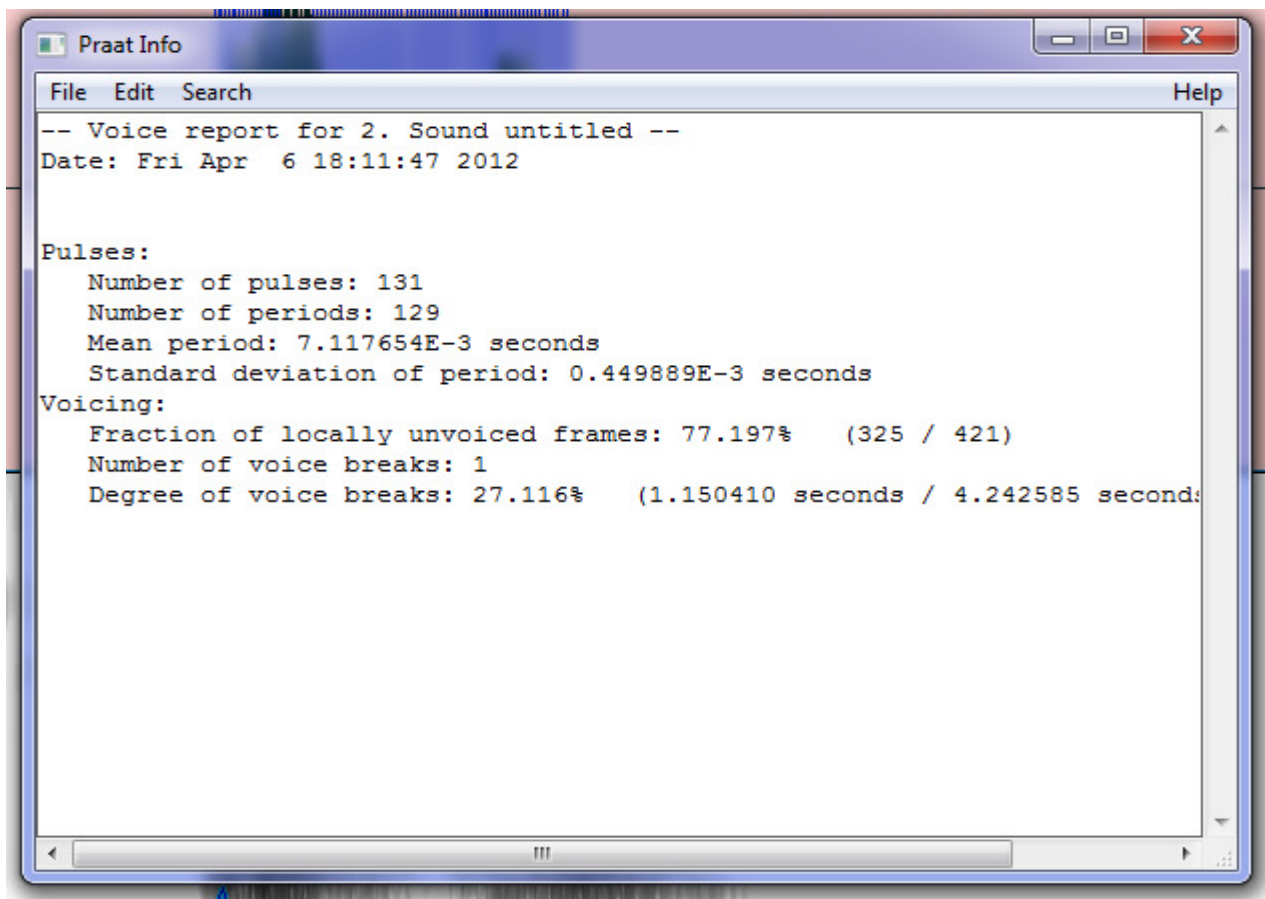 Praat Info
File Edit Search Help
-- Voice report for 2. Sound untitled --
Date: Fri Apr  6 18:11:47 2012
Pulses:
   Number of pulses: 131
   Number of periods: 129
   Mean period: 7.117654E-3 seconds
   Standard deviation of period: 0.449889E-3 seconds
Voicing:
   Fraction of locally unvoiced frames: 77.197%   (325 / 421)
   Number of voice breaks: 1
   Degree of voice breaks: 27.116%   (1.150410 seconds / 4.242585 seconds